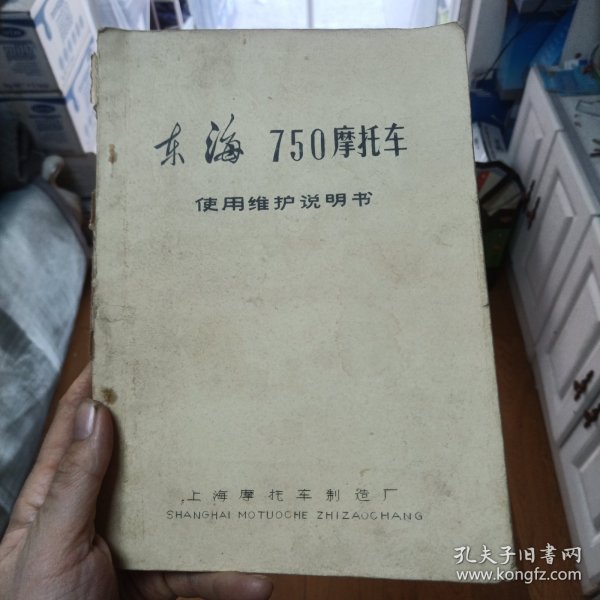 东海 750摩托车
使用维护说明书
上海摩托车制造厂
SHANGHAI MOTUOCHE ZHIZAOCHANG
孔夫子旧書网
www.kongfz.com